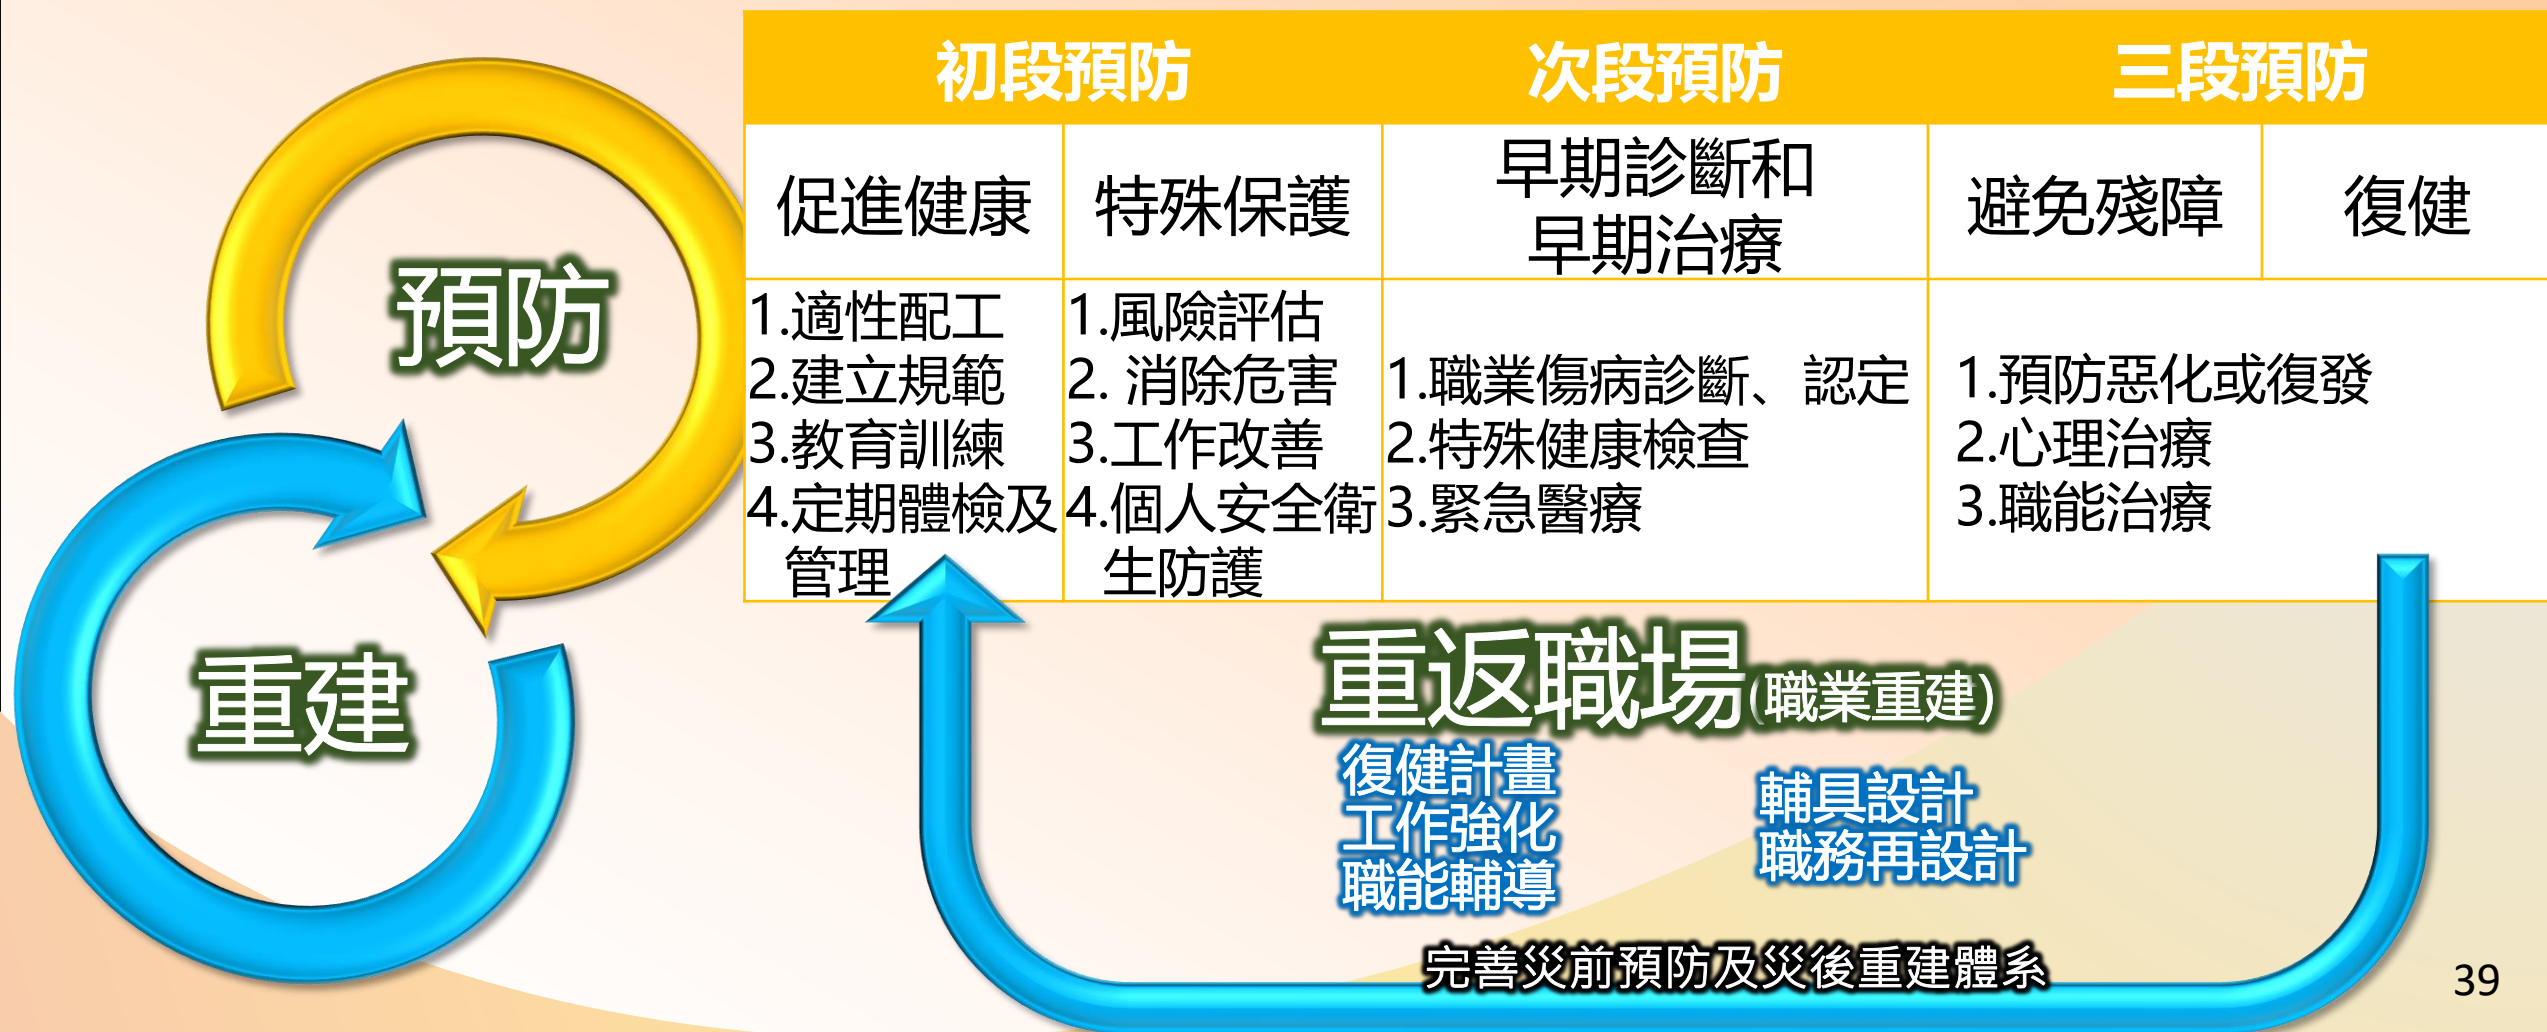 預防
重建
初段預防
次段預防
三段預防
促進健康
特殊保護
早期診斷和
早期治療
避免殘障
復健
1.適性配工
2.建立規範
3.教育訓練
4.定期體檢及
管理
1.風險評估
2. 消除危害
3.工作改善
4.個人安全衛
生防護
1.職業傷病診斷、認定
2.特殊健康檢查
3.緊急醫療
1.預防惡化或復發
2.心理治療
3.職能治療
重返職場(職業重建)
復健計畫
工作強化
職能輔導
輔具設計
職務再設計
完善災前預防及災後重建體系
39